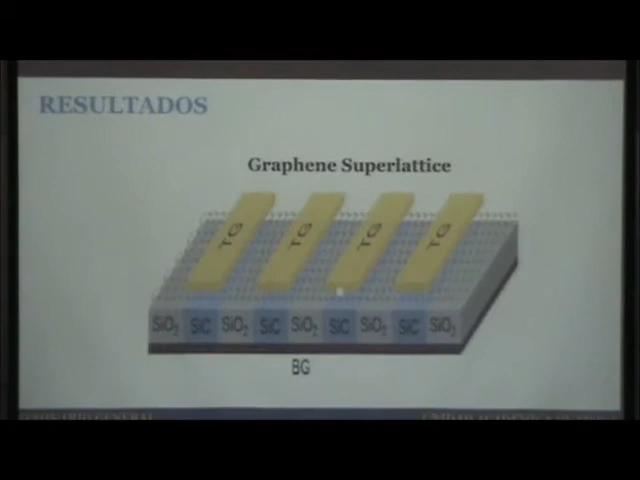 RESULTADOS
Graphene Superlattice
TG TG TG TG
SiO₂ SiC SiO₂ SiC SiO₂ SiC SiO₂ SiC SiO₂
BG